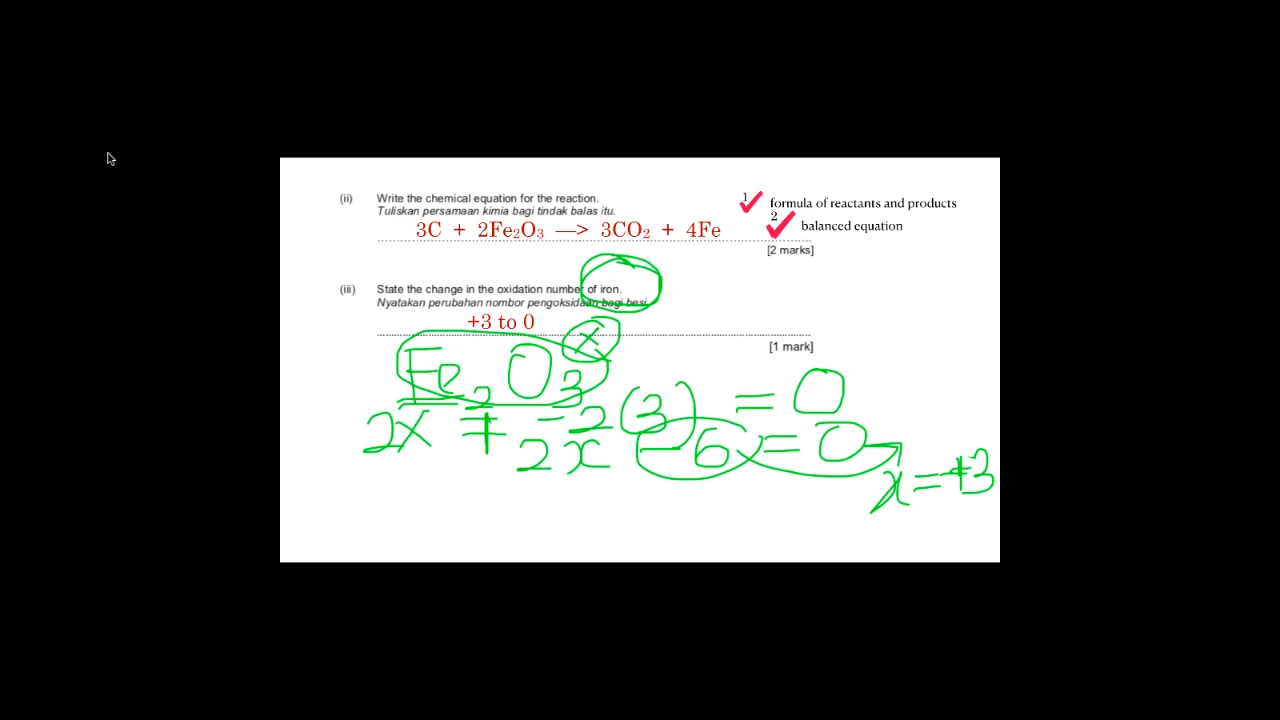 (ii) Write the chemical equation for the reaction.
Tuliskan persamaan kimia bagi tindak balas itu.
3C + 2Fe₂O₃ —> 3CO₂ + 4Fe
1 formula of reactants and products
2 balanced equation
[2 marks]
(iii) State the change in the oxidation number of iron.
Nyatakan perubahan nombor pengoksidaan bagi besi.
+3 to 0
[1 mark]
x
Fe₂O₃
2x + -2(3) = 0
2x - 6 = 0
x = +3